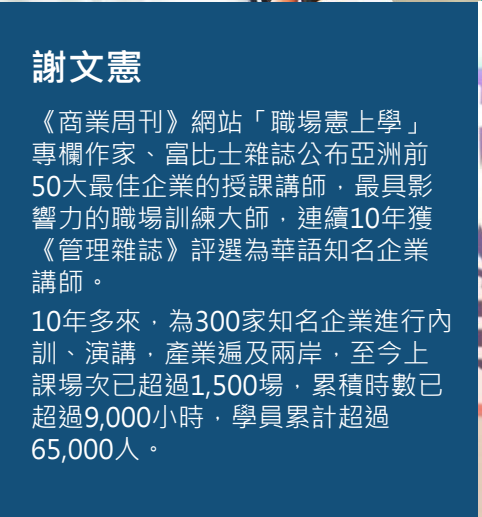 謝文憲
《商業周刊》網站「職場憲上學」
專欄作家、富比士雜誌公布亞洲前
50大最佳企業的授課講師，最具影
響力的職場訓練大師，連續10年獲
《管理雜誌》評選為華語知名企業
講師。
10年多來，為300家知名企業進行內
訓、演講，產業遍及兩岸，至今上
課場次已超過1,500場，累積時數已
超過9,000小時，學員累計超過
65,000人。